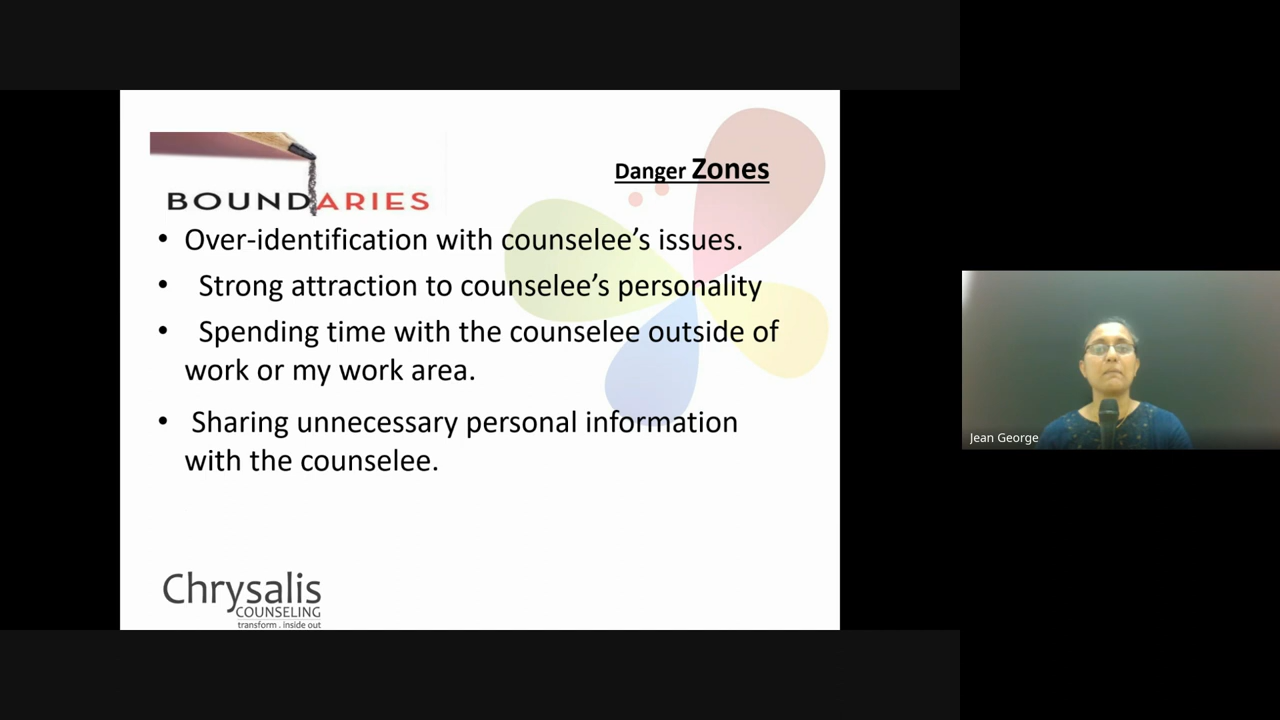 BOUNDARIES
Danger Zones
• Over-identification with counselee’s issues.
• Strong attraction to counselee’s personality
• Spending time with the counselee outside of
work or my work area.
• Sharing unnecessary personal information
with the counselee.
Chrysalis
COUNSELING
transform . inside out
Jean George